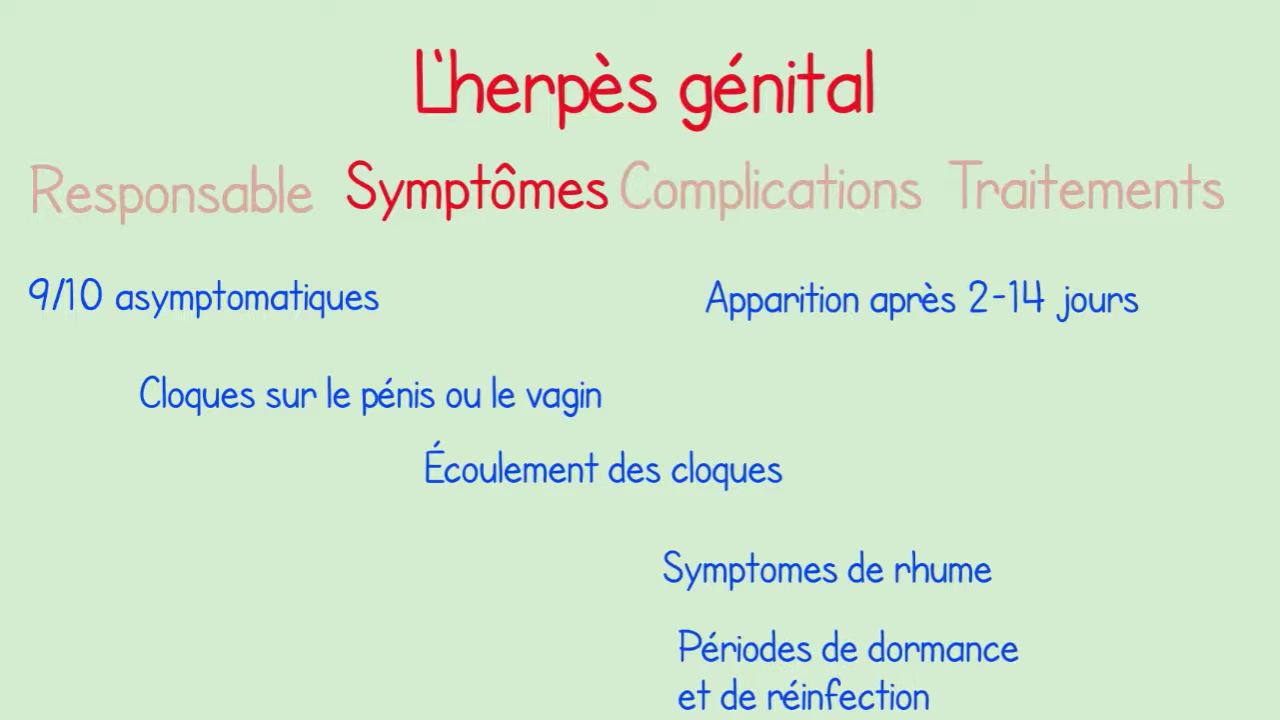 L'herpès génital
Responsable Symptômes Complications Traitements
9/10 asymptomatiques
Apparition après 2-14 jours
Cloques sur le pénis ou le vagin
Écoulement des cloques
Symptomes de rhume
Périodes de dormance
et de réinfection